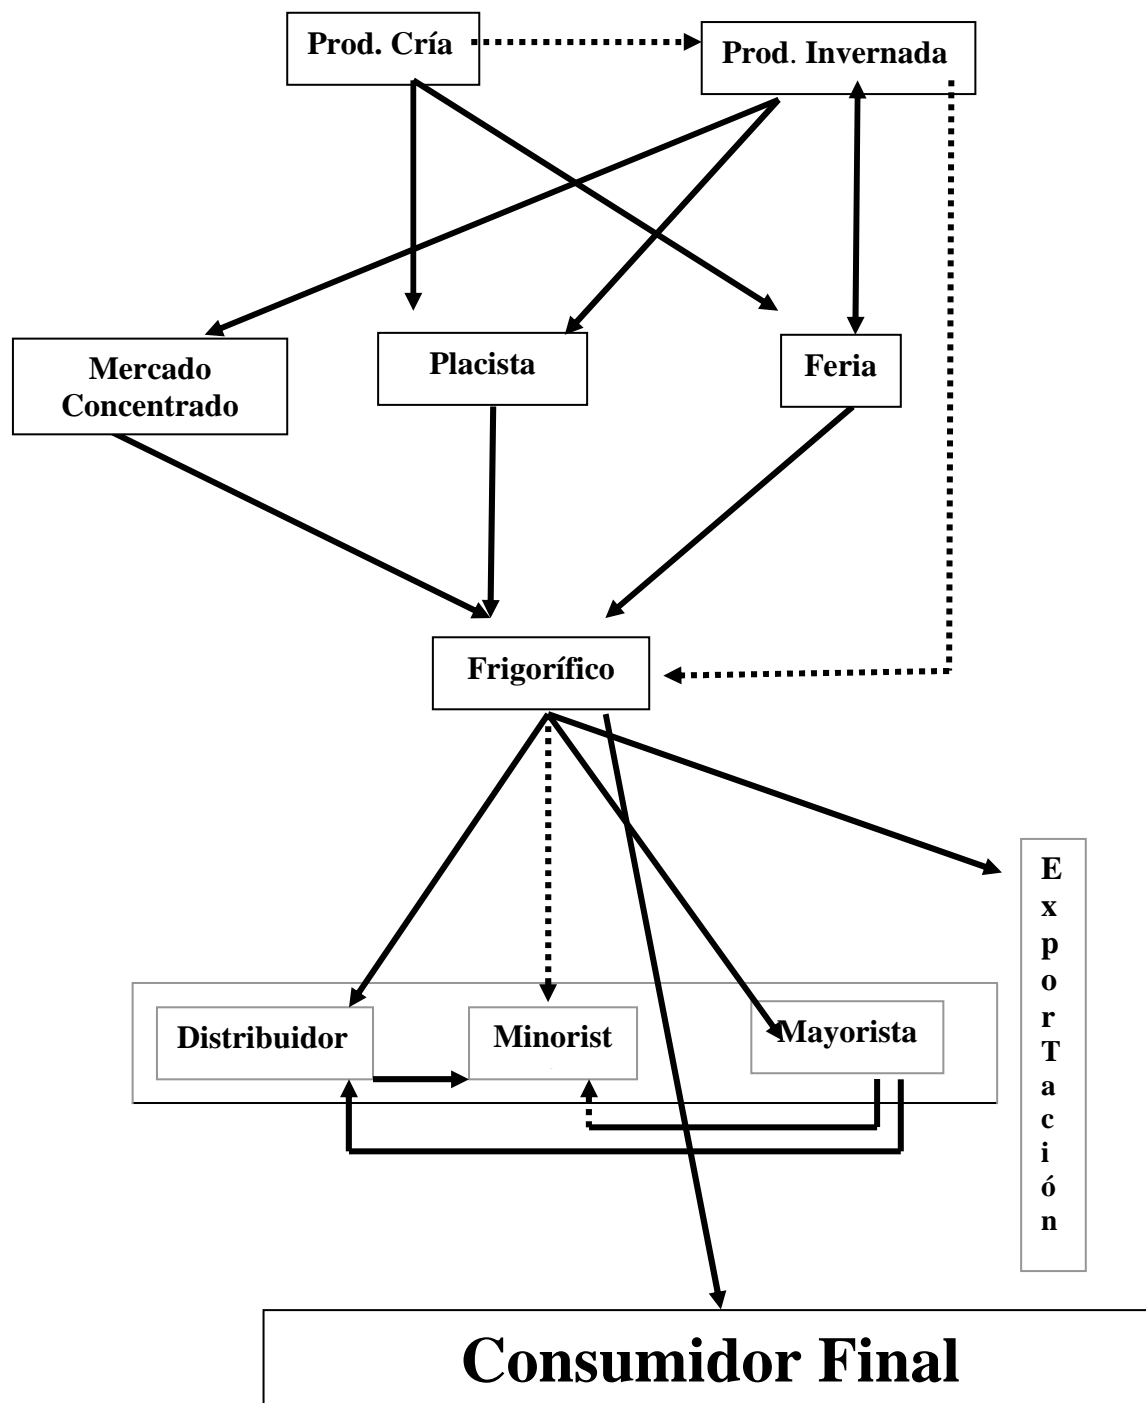 Prod. Cría
Prod. Invernada
Mercado
Concentrado
Placista
Feria
Frigorífico
E
x
p
o
r
T
a
c
i
ó
n
Distribuidor
Minorist
Mayorista
Consumidor Final